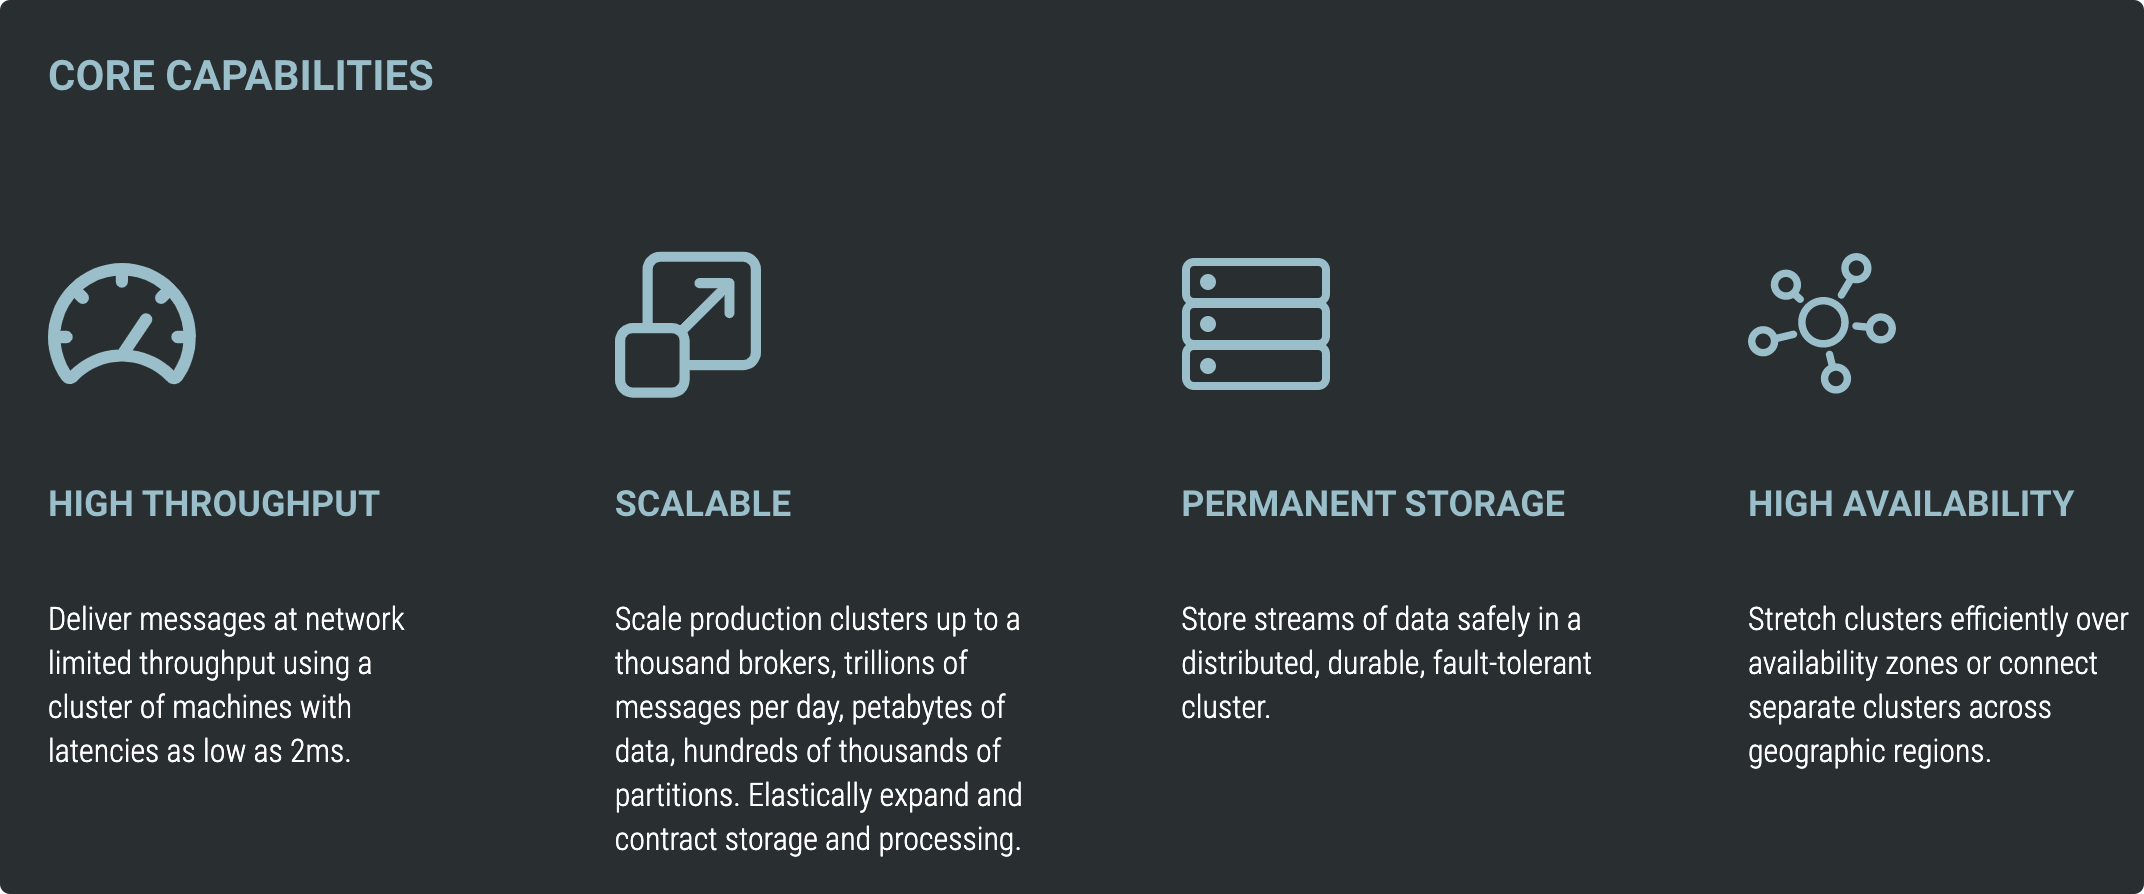 CORE CAPABILITIES
HIGH THROUGHPUT
Deliver messages at network
limited throughput using a
cluster of machines with
latencies as low as 2ms.
SCALABLE
Scale production clusters up to a
thousand brokers, trillions of
messages per day, petabytes of
data, hundreds of thousands of
partitions. Elastically expand and
contract storage and processing.
PERMANENT STORAGE
Store streams of data safely in a
distributed, durable, fault-tolerant
cluster.
HIGH AVAILABILITY
Stretch clusters efficiently over
availability zones or connect
separate clusters across
geographic regions.